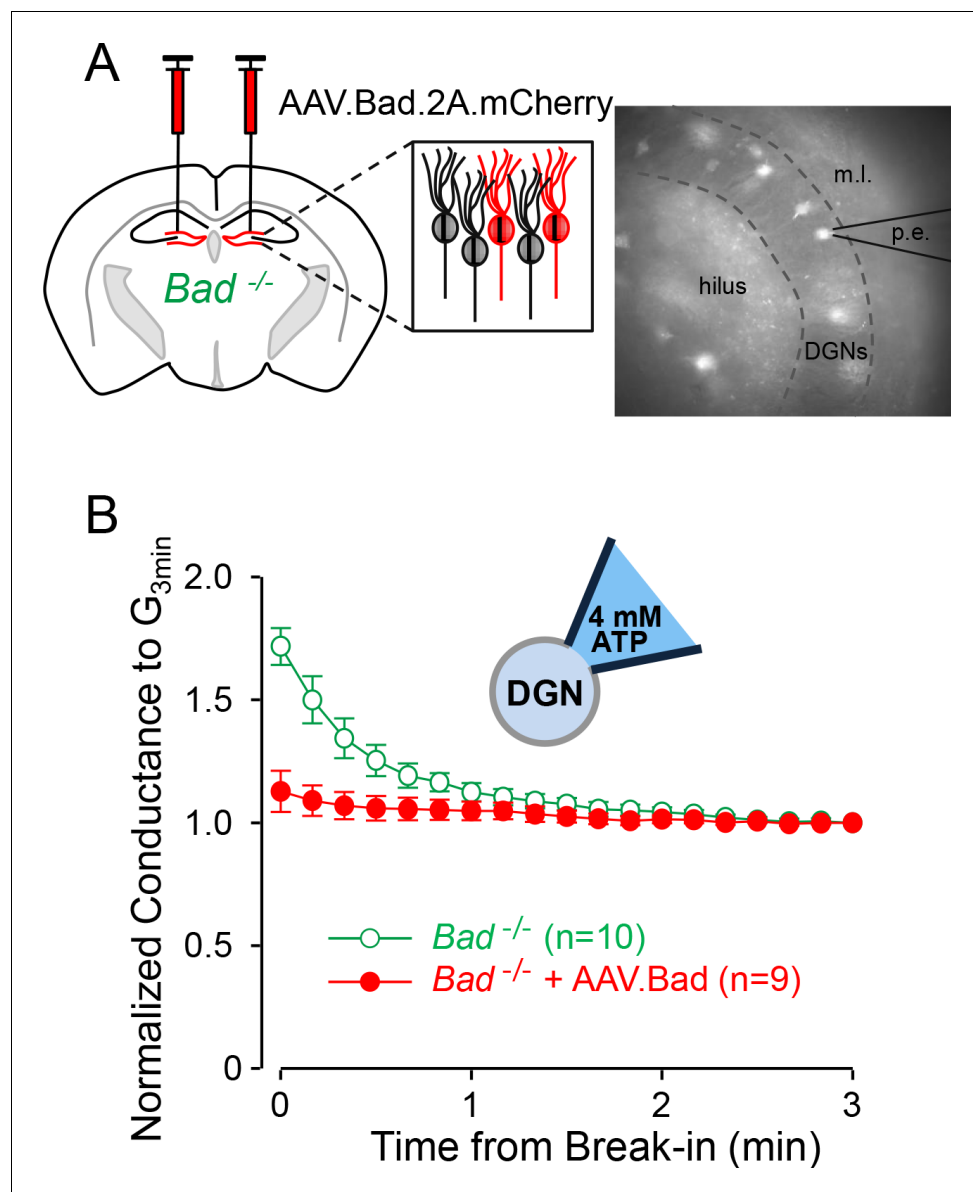 A
AAV.Bad.2A.mCherry
Bad -/-
m.l.
p.e.
hilus
DGNs
B
Normalized Conductance to G3min
2.0
1.5
1.0
0.5
0
4 mM
ATP
DGN
Bad -/- (n=10)
Bad -/- + AAV.Bad (n=9)
0 1 2 3
Time from Break-in (min)